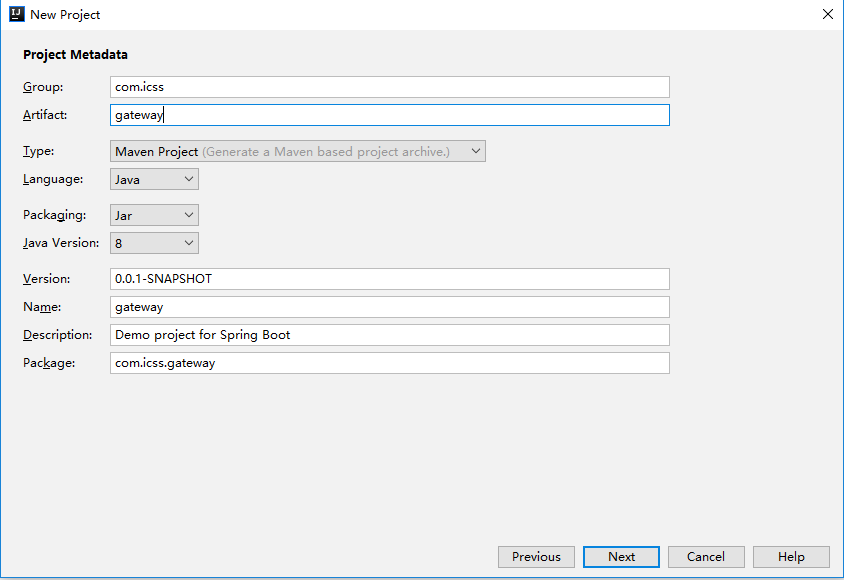 IJ New Project
Project Metadata
Group: com.icss
Artifact: gateway
Type: Maven Project (Generate a Maven based project archive.)
Language: Java
Packaging: Jar
Java Version: 8
Version: 0.0.1-SNAPSHOT
Name: gateway
Description: Demo project for Spring Boot
Package: com.icss.gateway
Previous Next Cancel Help